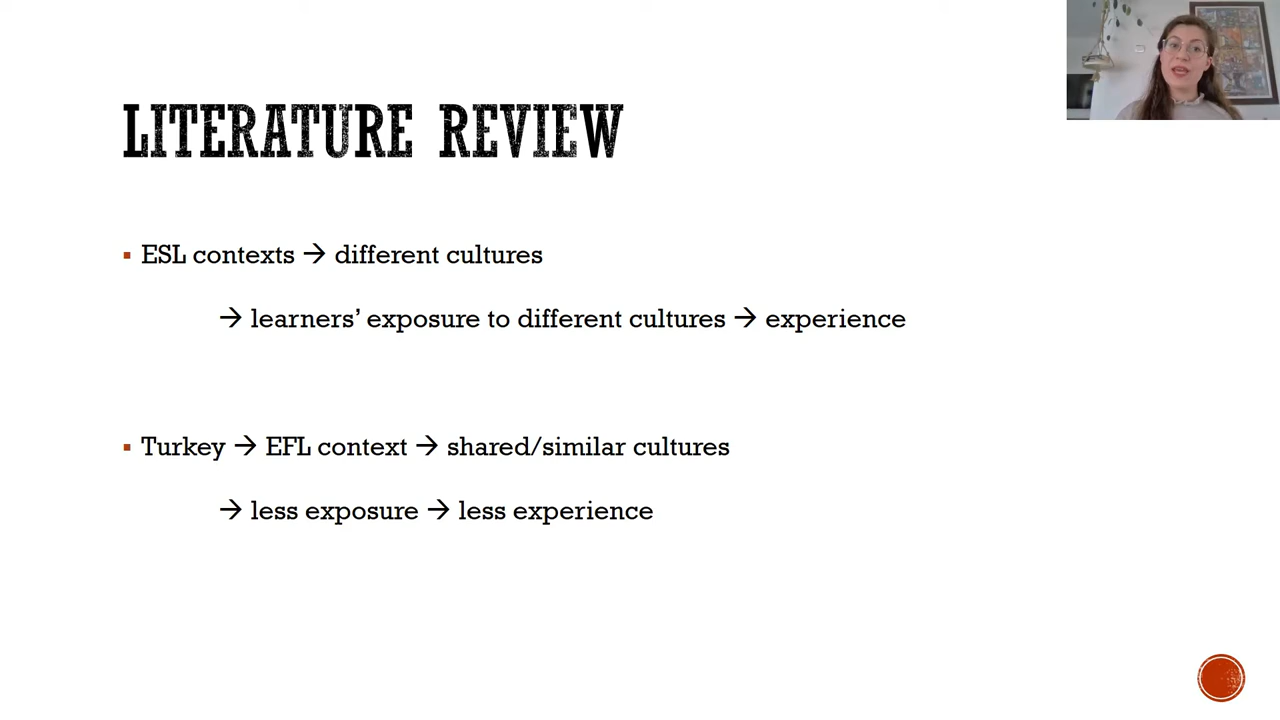 LITERATURE REVIEW
▪ ESL contexts → different cultures
→ learners’ exposure to different cultures → experience
▪ Turkey → EFL context → shared/similar cultures
→ less exposure → less experience